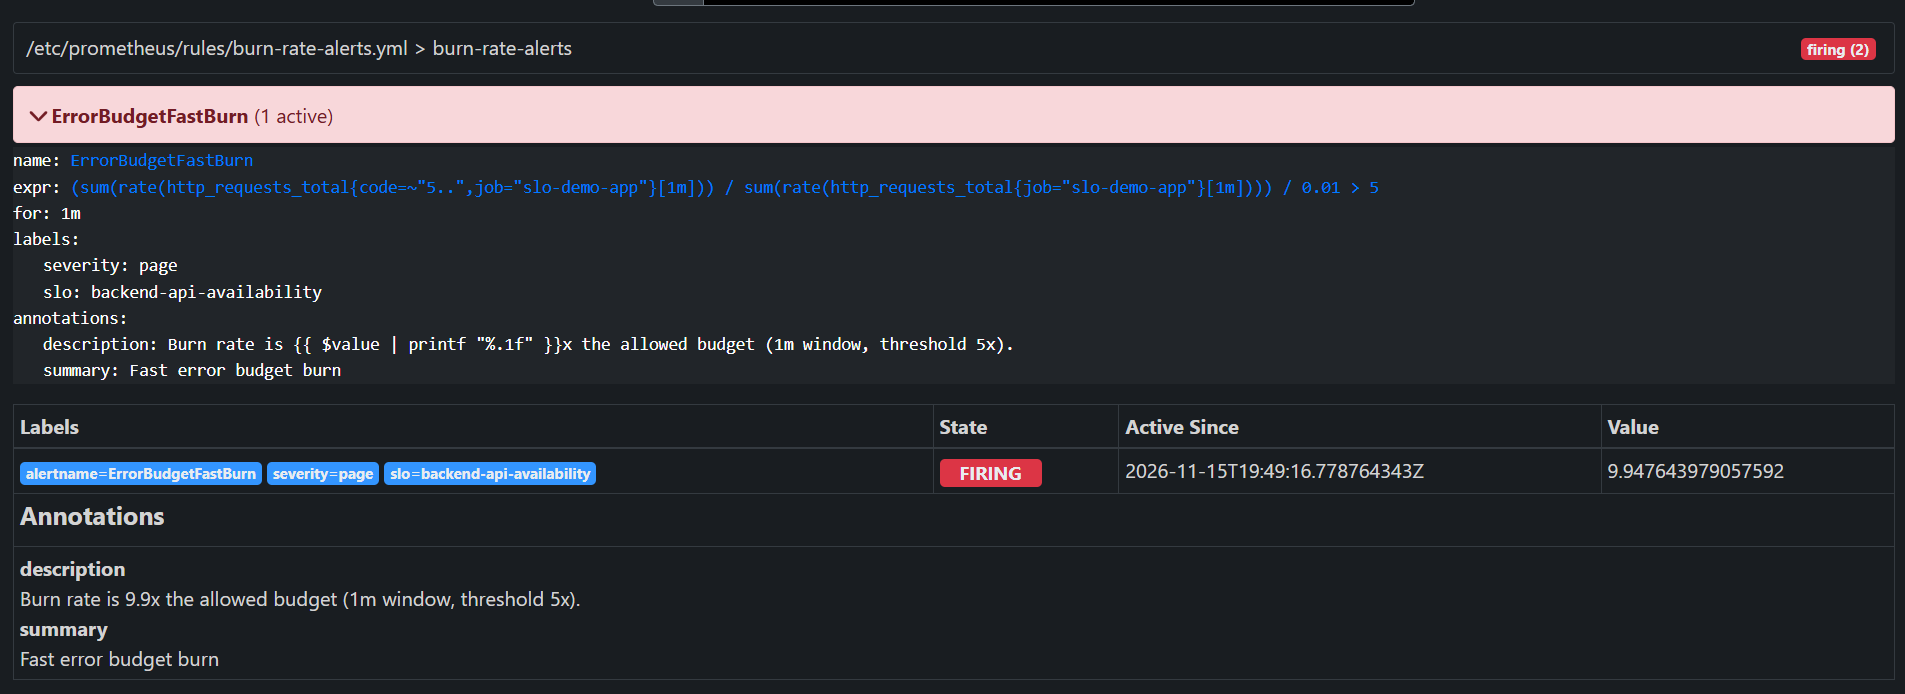 /etc/prometheus/rules/burn-rate-alerts.yml > burn-rate-alerts
firing (2)
ErrorBudgetFastBurn (1 active)
name: ErrorBudgetFastBurn
expr: (sum(rate(http_requests_total{code=~"5..",job="slo-demo-app"}[1m])) / sum(rate(http_requests_total{job="slo-demo-app"}[1m]))) / 0.01 > 5
for: 1m
labels:
severity: page
slo: backend-api-availability
annotations:
description: Burn rate is {{ $value | printf "%.1f" }}x the allowed budget (1m window, threshold 5x).
summary: Fast error budget burn
Labels State Active Since Value
alertname=ErrorBudgetFastBurn severity=page slo=backend-api-availability FIRING 2026-11-15T19:49:16.778764343Z 9.947643979057592
Annotations
description
Burn rate is 9.9x the allowed budget (1m window, threshold 5x).
summary
Fast error budget burn